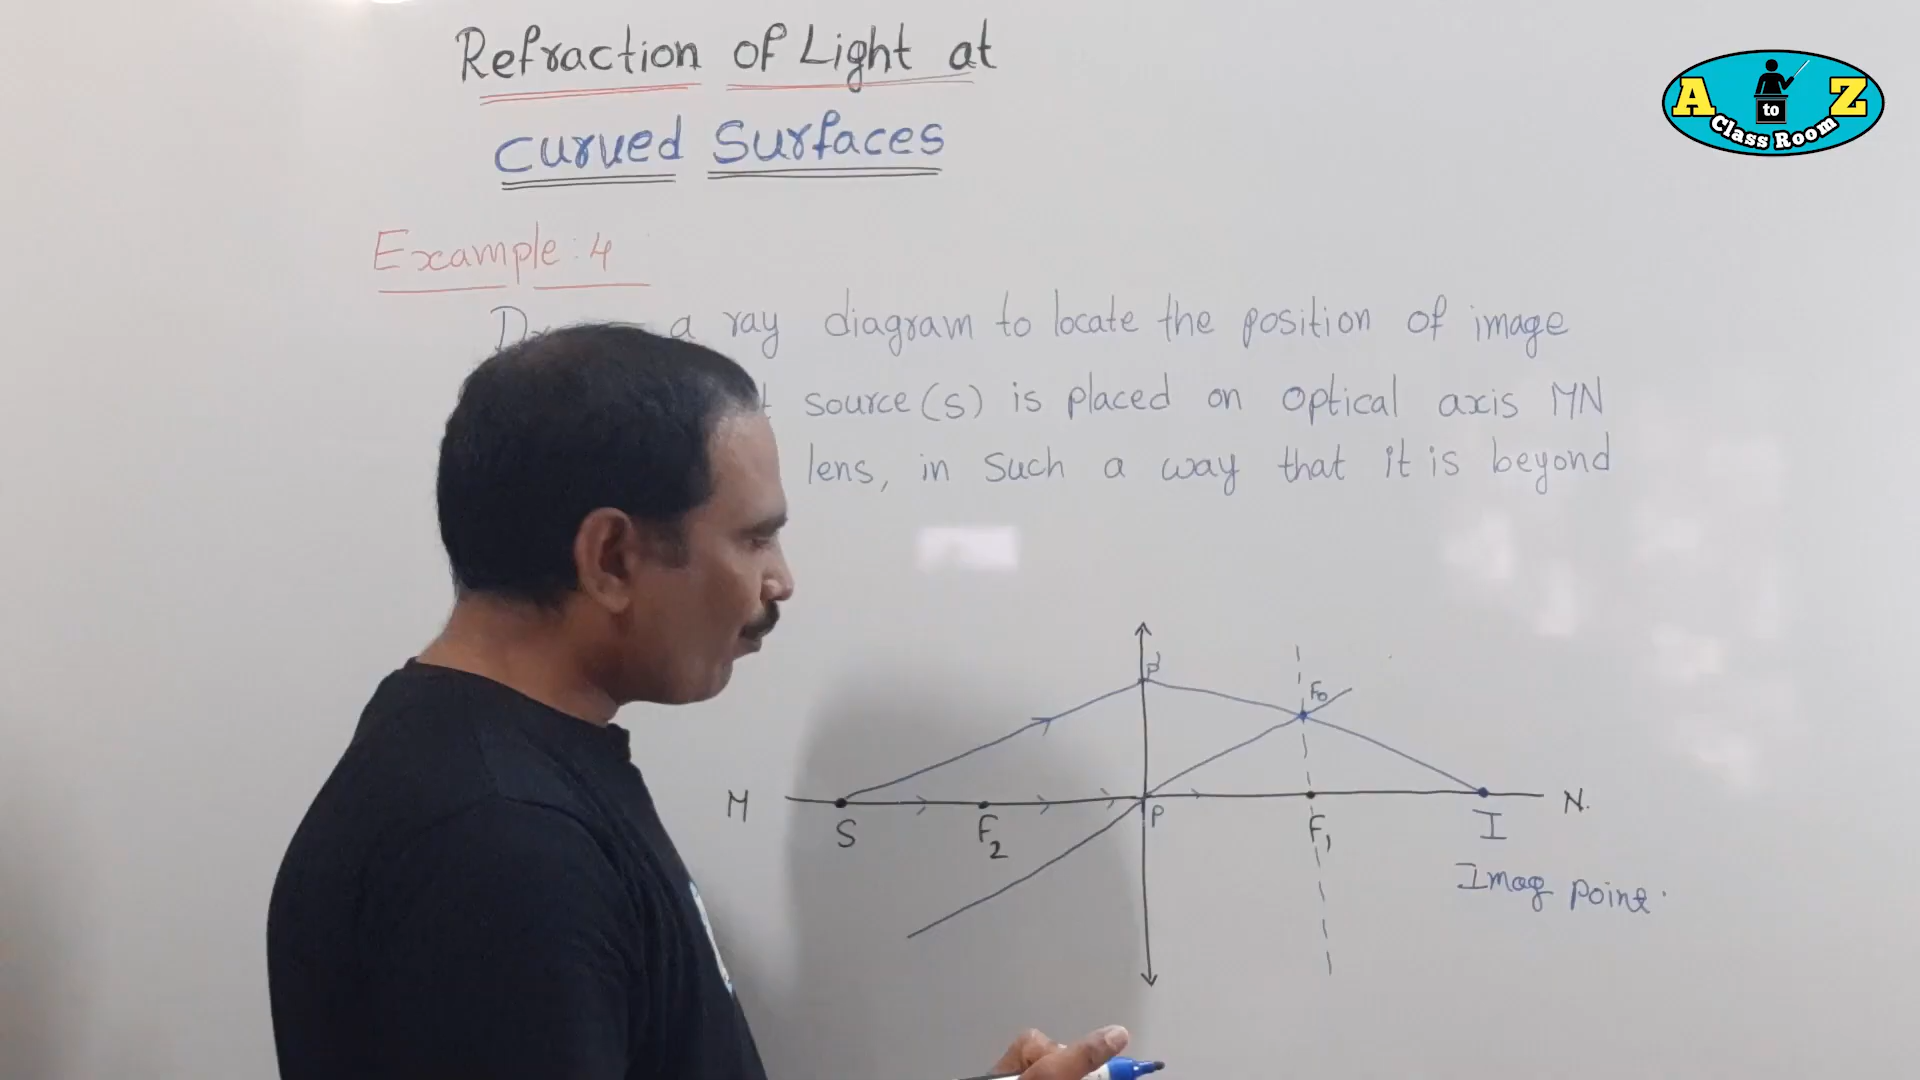 Refraction of Light at
curved Surfaces
A to Z
Class Room
Example: 4
a ray diagram to locate the position of image
source(s) is placed on optical axis MN
lens, in such a way that it is beyond
P'
F0
M
N.
S
F2
P
F1
I
Imag point.